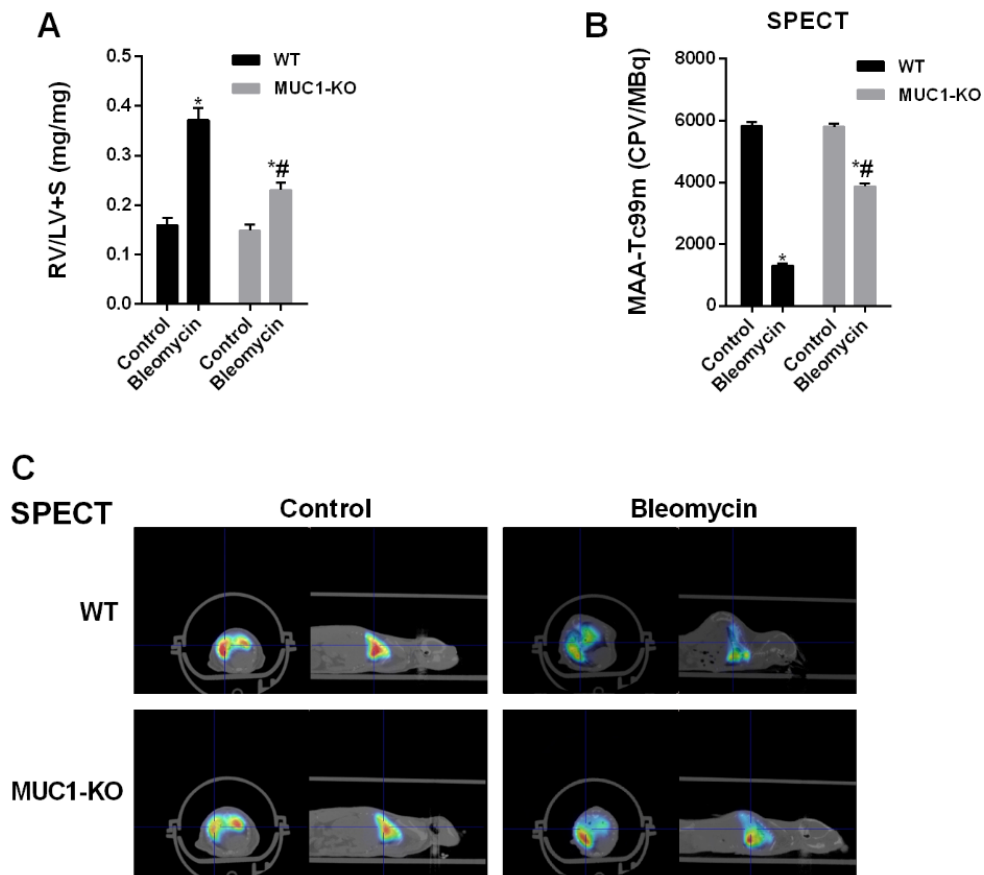 A
RV/LV+S (mg/mg)
0.5
0.4
0.3
0.2
0.1
0.0
WT
MUC1-KO
*
*#
Control
Bleomycin
Control
Bleomycin
B
SPECT
MAA-Tc99m (CPV/MBq)
8000
6000
4000
2000
0
WT
MUC1-KO
*
*#
Control
Bleomycin
Control
Bleomycin
C
SPECT
Control
Bleomycin
WT
MUC1-KO